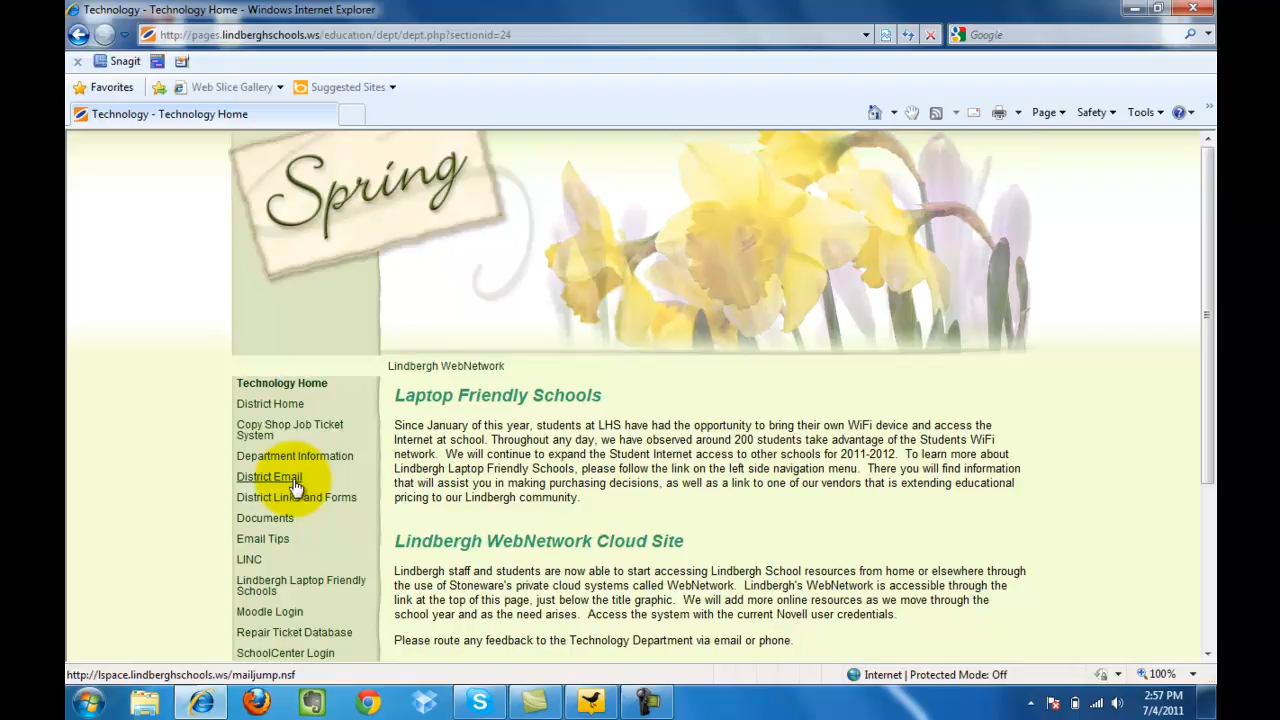 Technology - Technology Home - Windows Internet Explorer
http://pages.lindberghschools.ws/education/dept/dept.php?sectionid=24
Google
x Snagit
Favorites Web Slice Gallery Suggested Sites
Technology - Technology Home
Page Safety Tools
Spring
Lindbergh WebNetwork
Technology Home
District Home
Copy Shop Job Ticket
System
Department Information
District Email
District Links and Forms
Documents
Email Tips
LINC
Lindbergh Laptop Friendly
Schools
Moodle Login
Repair Ticket Database
SchoolCenter Login
Laptop Friendly Schools
Since January of this year, students at LHS have had the opportunity to bring their own WiFi device and access the
Internet at school. Throughout any day, we have observed around 200 students take advantage of the Students WiFi
network. We will continue to expand the Student Internet access to other schools for 2011-2012. To learn more about
Lindbergh Laptop Friendly Schools, please follow the link on the left side navigation menu. There you will find information
that will assist you in making purchasing decisions, as well as a link to one of our vendors that is extending educational
pricing to our Lindbergh community.
Lindbergh WebNetwork Cloud Site
Lindbergh staff and students are now able to start accessing Lindbergh School resources from home or elsewhere through
the use of Stoneware's private cloud systems called WebNetwork. Lindbergh's WebNetwork is accessible through the
link at the top of this page, just below the title graphic. We will add more online resources as we move through the
school year and as the need arises. Access the system with the current Novell user credentials.
Please route any feedback to the Technology Department via email or phone.
http://lspace.lindberghschools.ws/mailjump.nsf
Internet | Protected Mode: Off
100%
2:57 PM
7/4/2011